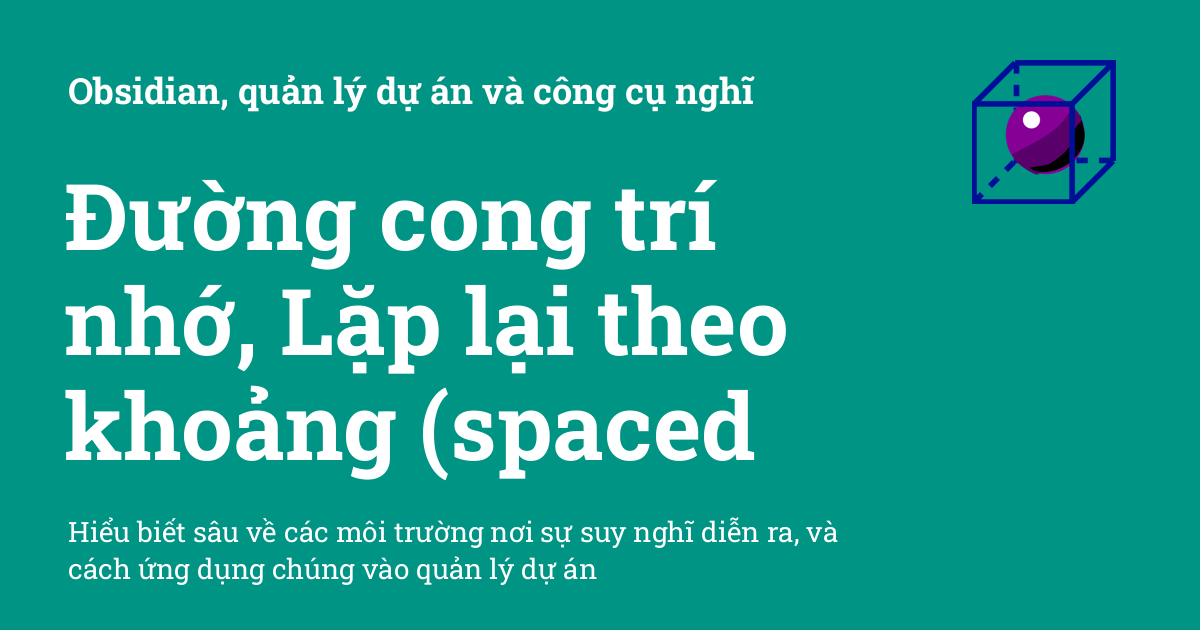 Obsidian, quản lý dự án và công cụ nghĩ
Đường cong trí
nhớ, Lặp lại theo
khoảng (spaced
Hiểu biết sâu về các môi trường nơi sự suy nghĩ diễn ra, và
cách ứng dụng chúng vào quản lý dự án